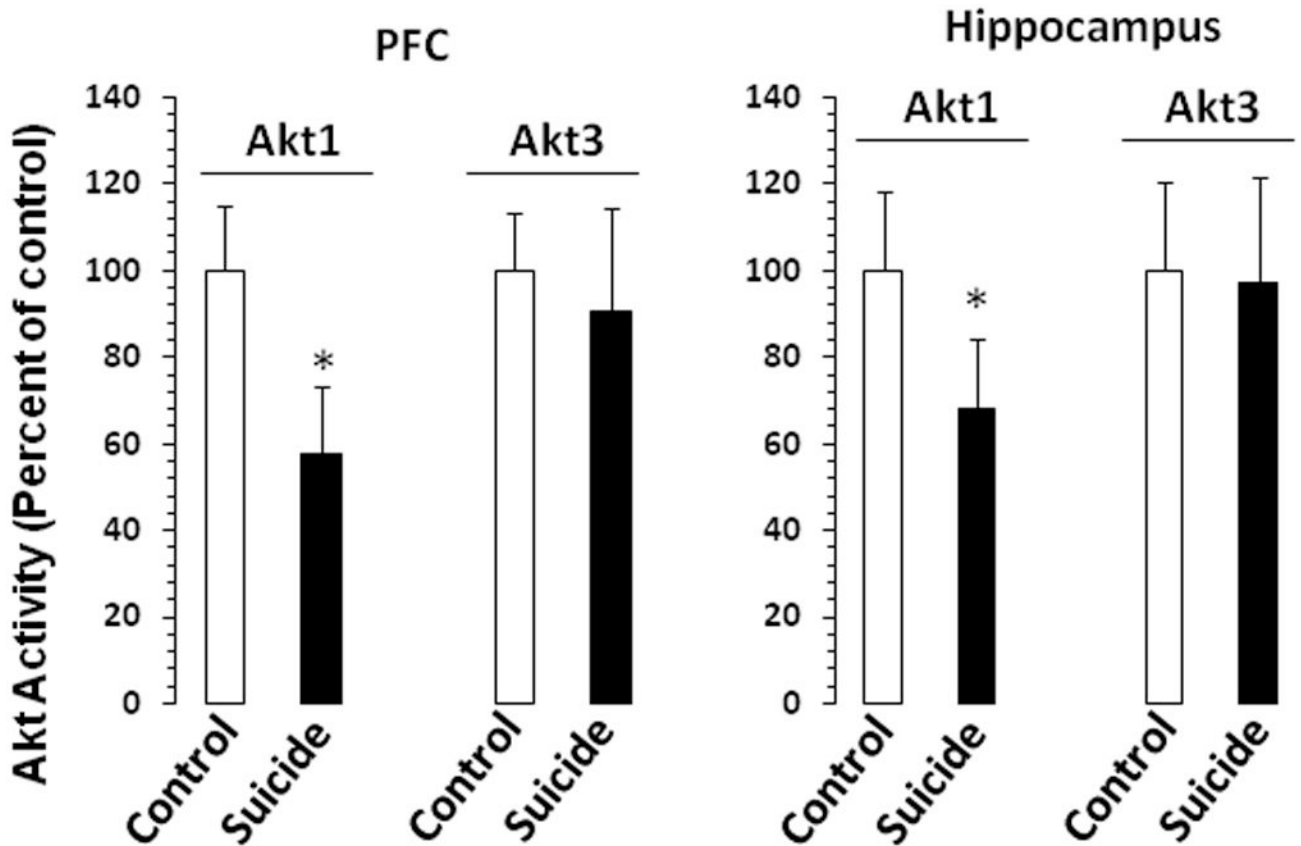 PFC
Hippocampus
Akt Activity (Percent of control)
140
120
100
80
60
40
20
0
Akt1
Akt3
*
Control
Suicide
Control
Suicide
140
120
100
80
60
40
20
0
Akt1
Akt3
*
Control
Suicide
Control
Suicide